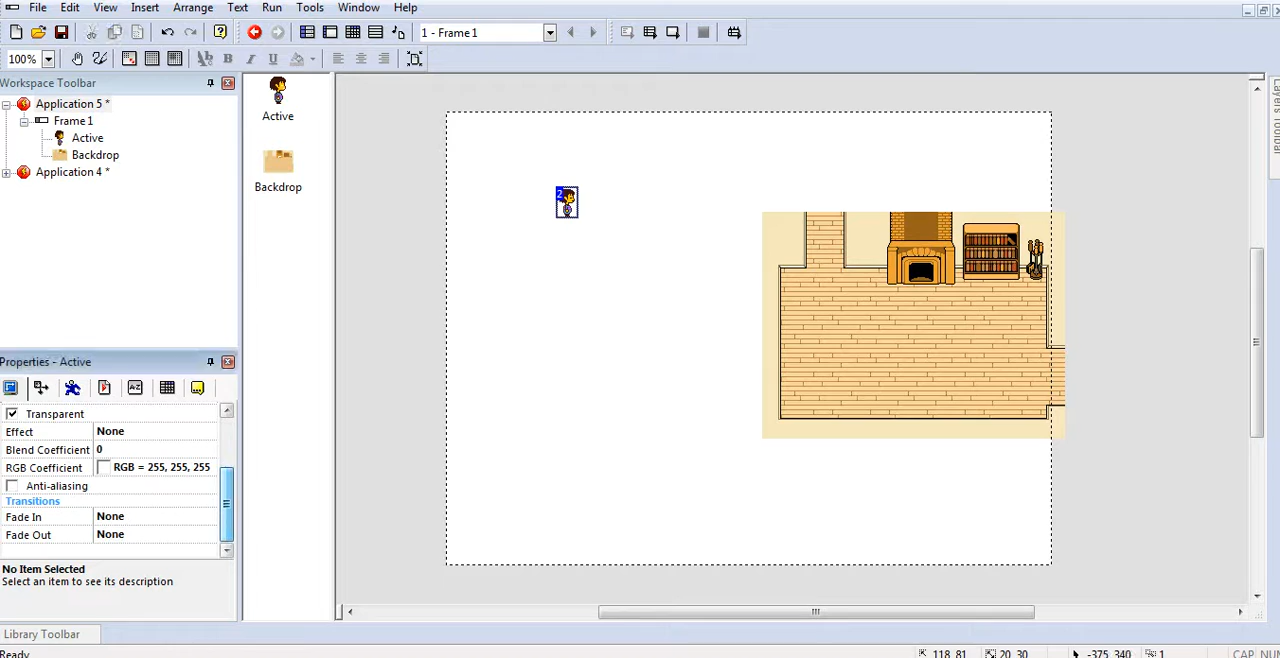 File Edit View Insert Arrange Text Run Tools Window Help
1 - Frame1
100% B I U
Workspace Toolbar
Application 5 *
Frame 1
Active
Backdrop
Application 4 *
Active
Backdrop
2
Properties - Active
Transparent
Effect None
Blend Coefficient 0
RGB Coefficient RGB = 255, 255, 255
Anti-aliasing
Transitions
Fade In None
Fade Out None
No Item Selected
Select an item to see its description
Library Toolbar
Layers Toolbar
Ready 118, 81 20, 30 -375, 340 1 CAP NUM